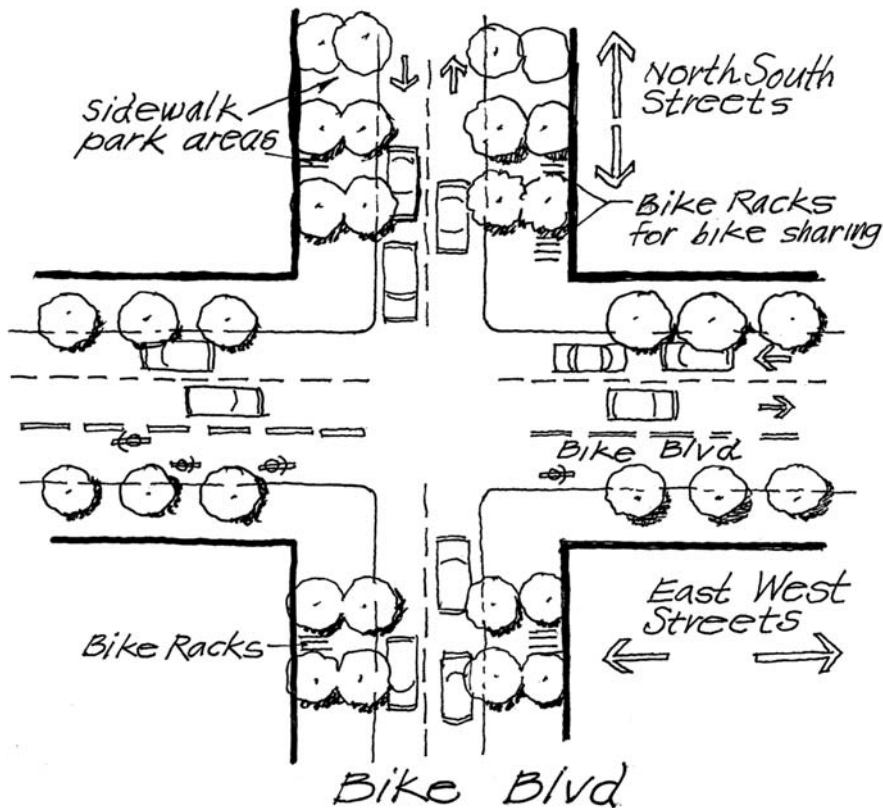 North South
Streets
Sidewalk
park areas
Bike Racks
for bike sharing
Bike Blvd
East West
Streets
Bike Racks
Bike Blvd